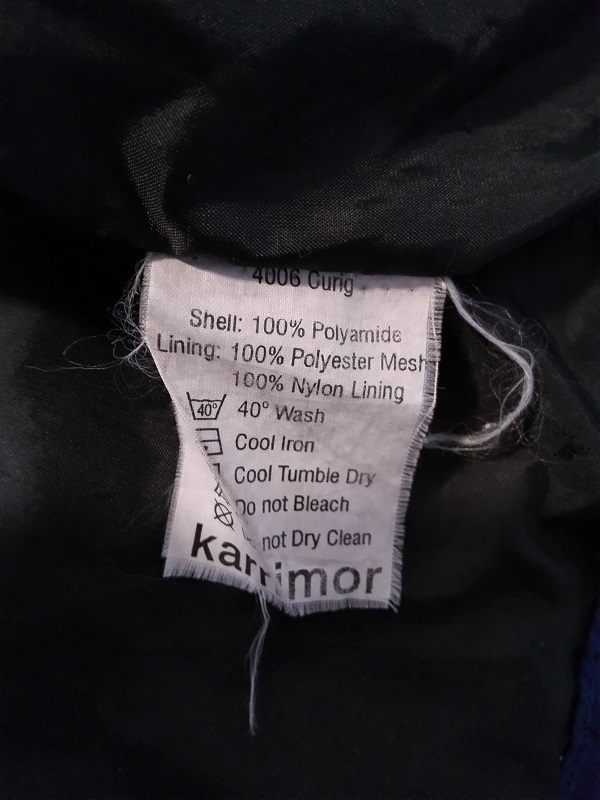 4006 Curig
Shell: 100% Polyamide
Lining: 100% Polyester Mesh
100% Nylon Lining
40° 40° Wash
Cool Iron
Cool Tumble Dry
Do not Bleach
not Dry Clean
karrimor